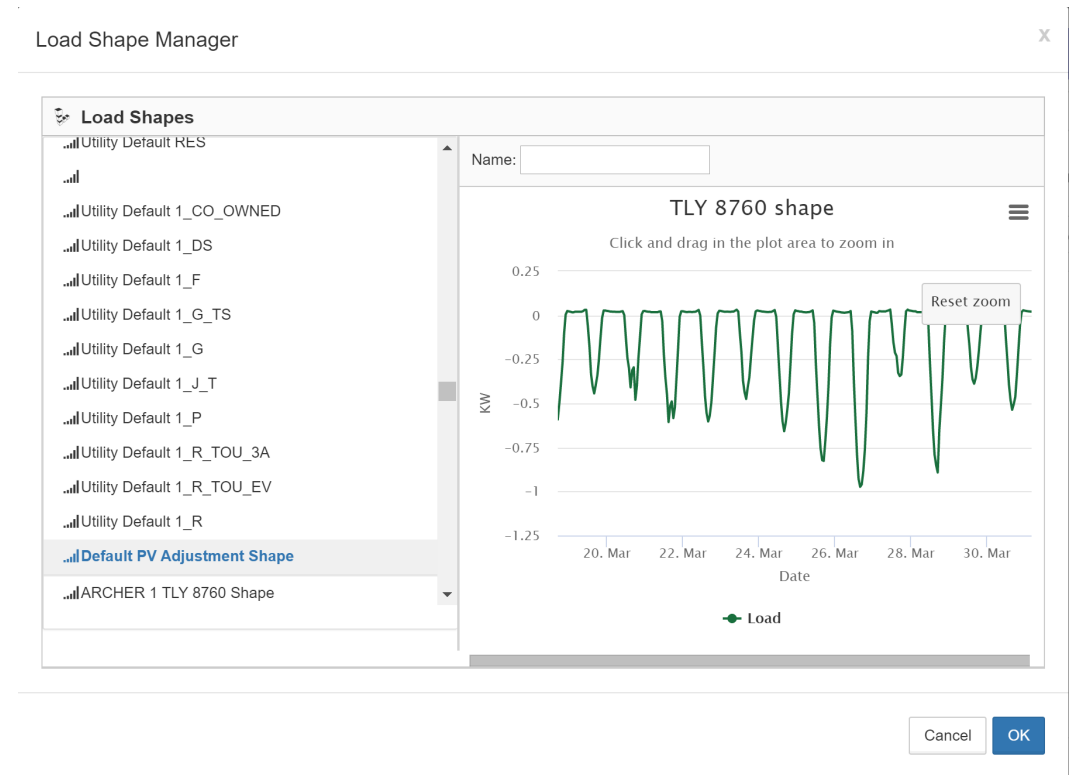 Load Shape Manager
X
Load Shapes
Utility Default RES
Utility Default 1_CO_OWNED
Utility Default 1_DS
Utility Default 1_F
Utility Default 1_G_TS
Utility Default 1_G
Utility Default 1_J_T
Utility Default 1_P
Utility Default 1_R_TOU_3A
Utility Default 1_R_TOU_EV
Utility Default 1_R
Default PV Adjustment Shape
ARCHER 1 TLY 8760 Shape
Name:
TLY 8760 shape
Click and drag in the plot area to zoom in
Reset zoom
KW
0.25
0
-0.25
-0.5
-0.75
-1
-1.25
20. Mar 22. Mar 24. Mar 26. Mar 28. Mar 30. Mar
Date
Load
Cancel OK